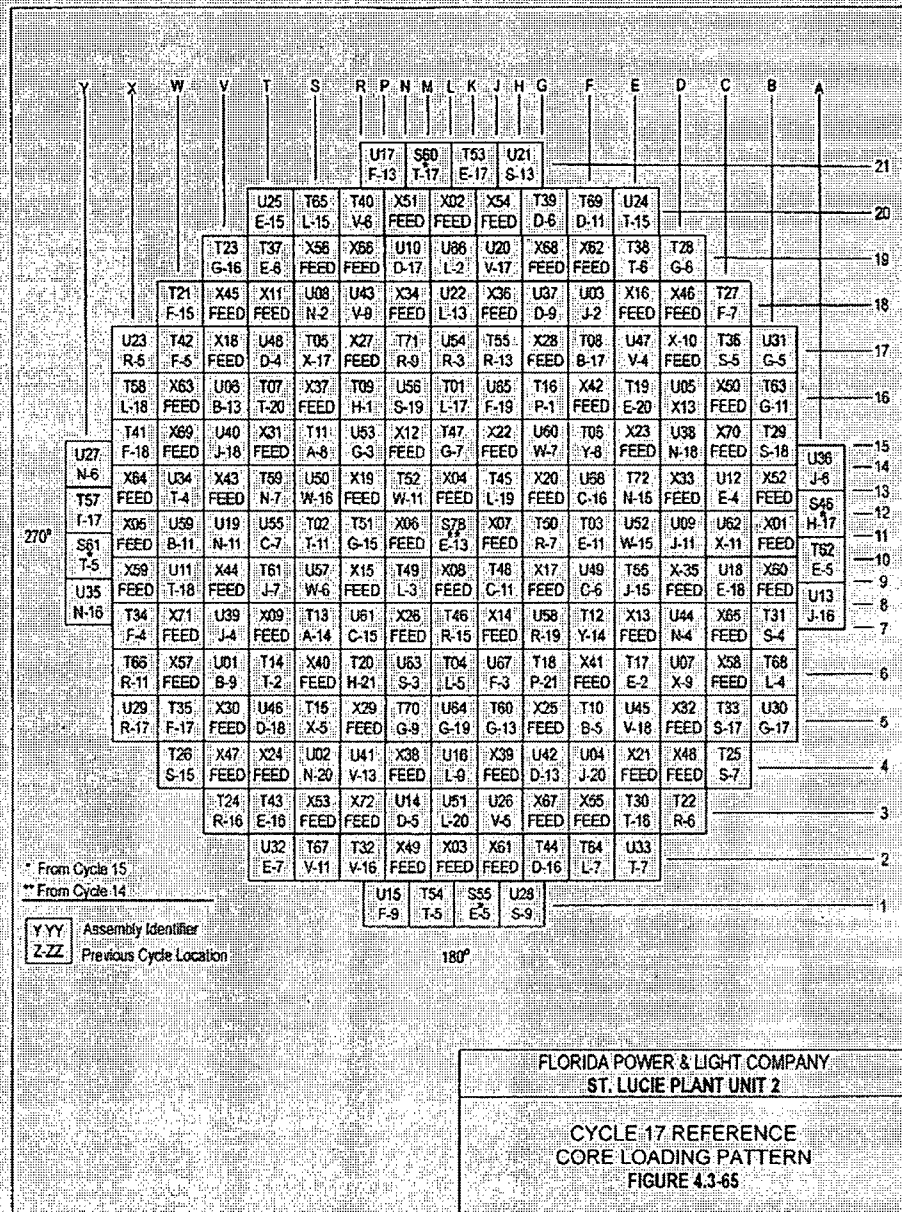 Y X W V T S R P N M L K J H G F E D C B A
U17 S60 T53 U21
F-13 * T-17 E-17 S-13
21
U25 T65 T40 X51 X02 X54 T39 T69 U24
E-15 L-15 V-6 FEED FEED FEED D-6 D-11 T-15
20
T23 T37 X56 X66 U10 U66 U20 X68 X62 T38 T28
G-16 E-6 FEED FEED D-17 L-2 V-17 FEED FEED T-6 G-6
19
T21 X45 X11 U08 U43 X34 U22 X36 U37 U03 X16 X46 T27
F-15 FEED FEED N-2 V-9 FEED L-13 FEED D-9 J-2 FEED FEED F-7
18
U23 T42 X18 U48 T05 X27 T71 U54 T55 X28 T08 U47 X-10 T36 U31
R-5 F-5 FEED D-4 X-17 FEED R-9 R-3 R-13 FEED B-17 V-4 FEED S-5 G-5
17
T58 X63 U06 T07 X37 T09 U56 T01 U65 T16 X42 T19 U05 X50 T63
L-18 FEED B-13 T-20 FEED H-1 S-19 L-17 F-19 P-1 FEED E-20 X13 FEED G-11
16
T41 X69 U40 X31 T11 U53 X12 T47 X22 U60 T06 X23 U38 X70 T29
F-18 FEED J-18 FEED A-8 G-3 FEED G-7 FEED W-7 Y-8 FEED N-18 FEED S-18
15
U27 U36
N-6 J-6
14
X64 U34 X43 T59 U50 X19 T52 X04 T45 X20 U68 T72 X33 U12 X52
FEED T-4 FEED N-7 W-16 FEED W-11 FEED L-19 FEED C-16 N-15 FEED E-4 FEED
13
T57 S46
T-17 * H-17
12
270°
X05 U59 U19 U55 T02 T51 X06 S78 X07 T50 T03 U52 U09 U62 X01
FEED B-11 N-11 C-7 T-11 G-15 FEED ** E-13 FEED R-7 E-11 W-15 J-11 X-11 FEED
11
S61 T62
* T-5 E-5
10
X59 U11 X44 T61 U57 X15 T49 X08 T48 X17 U49 T56 X-35 U18 X60
FEED T-18 FEED J-7 W-6 FEED L-3 FEED C-11 FEED C-6 J-15 FEED E-18 FEED
9
U35 U13
N-16 J-16
8
T34 X71 U39 X09 T13 U61 X26 T46 X14 U58 T12 X13 U44 X65 T31
F-4 FEED J-4 FEED A-14 C-15 FEED R-15 FEED R-19 Y-14 FEED N-4 FEED S-4
7
T66 X57 U01 T14 X40 T20 U63 T04 U67 T18 X41 T17 U07 X58 T68
R-11 FEED B-9 T-2 FEED H-21 S-3 L-5 F-3 P-21 FEED E-2 X-9 FEED L-4
6
U29 T35 X30 U46 T15 X29 T70 U64 T60 X25 T10 U45 X32 T33 U30
R-17 F-17 FEED D-18 X-5 FEED G-9 G-19 G-13 FEED B-5 V-18 FEED S-17 G-17
5
T26 X47 X24 U02 U41 X38 U16 X39 U42 U04 X21 X48 T25
S-15 FEED FEED N-20 V-13 FEED L-9 FEED D-13 J-20 FEED FEED S-7
4
T24 T43 X53 X72 U14 U51 U26 X67 X55 T30 T22
R-16 E-16 FEED FEED D-5 L-20 V-5 FEED FEED T-16 R-6
3
U32 T67 T32 X49 X03 X61 T44 T64 U33
E-7 V-11 V-16 FEED FEED FEED D-16 L-7 T-7
2
U15 T54 S55 U28
F-9 T-5 * E-5 S-9
1
* From Cycle 15
** From Cycle 14
Y YY Assembly Identifier
Z-ZZ Previous Cycle Location
180°
FLORIDA POWER & LIGHT COMPANY
ST. LUCIE PLANT UNIT 2
CYCLE 17 REFERENCE
CORE LOADING PATTERN
FIGURE 4.3-65